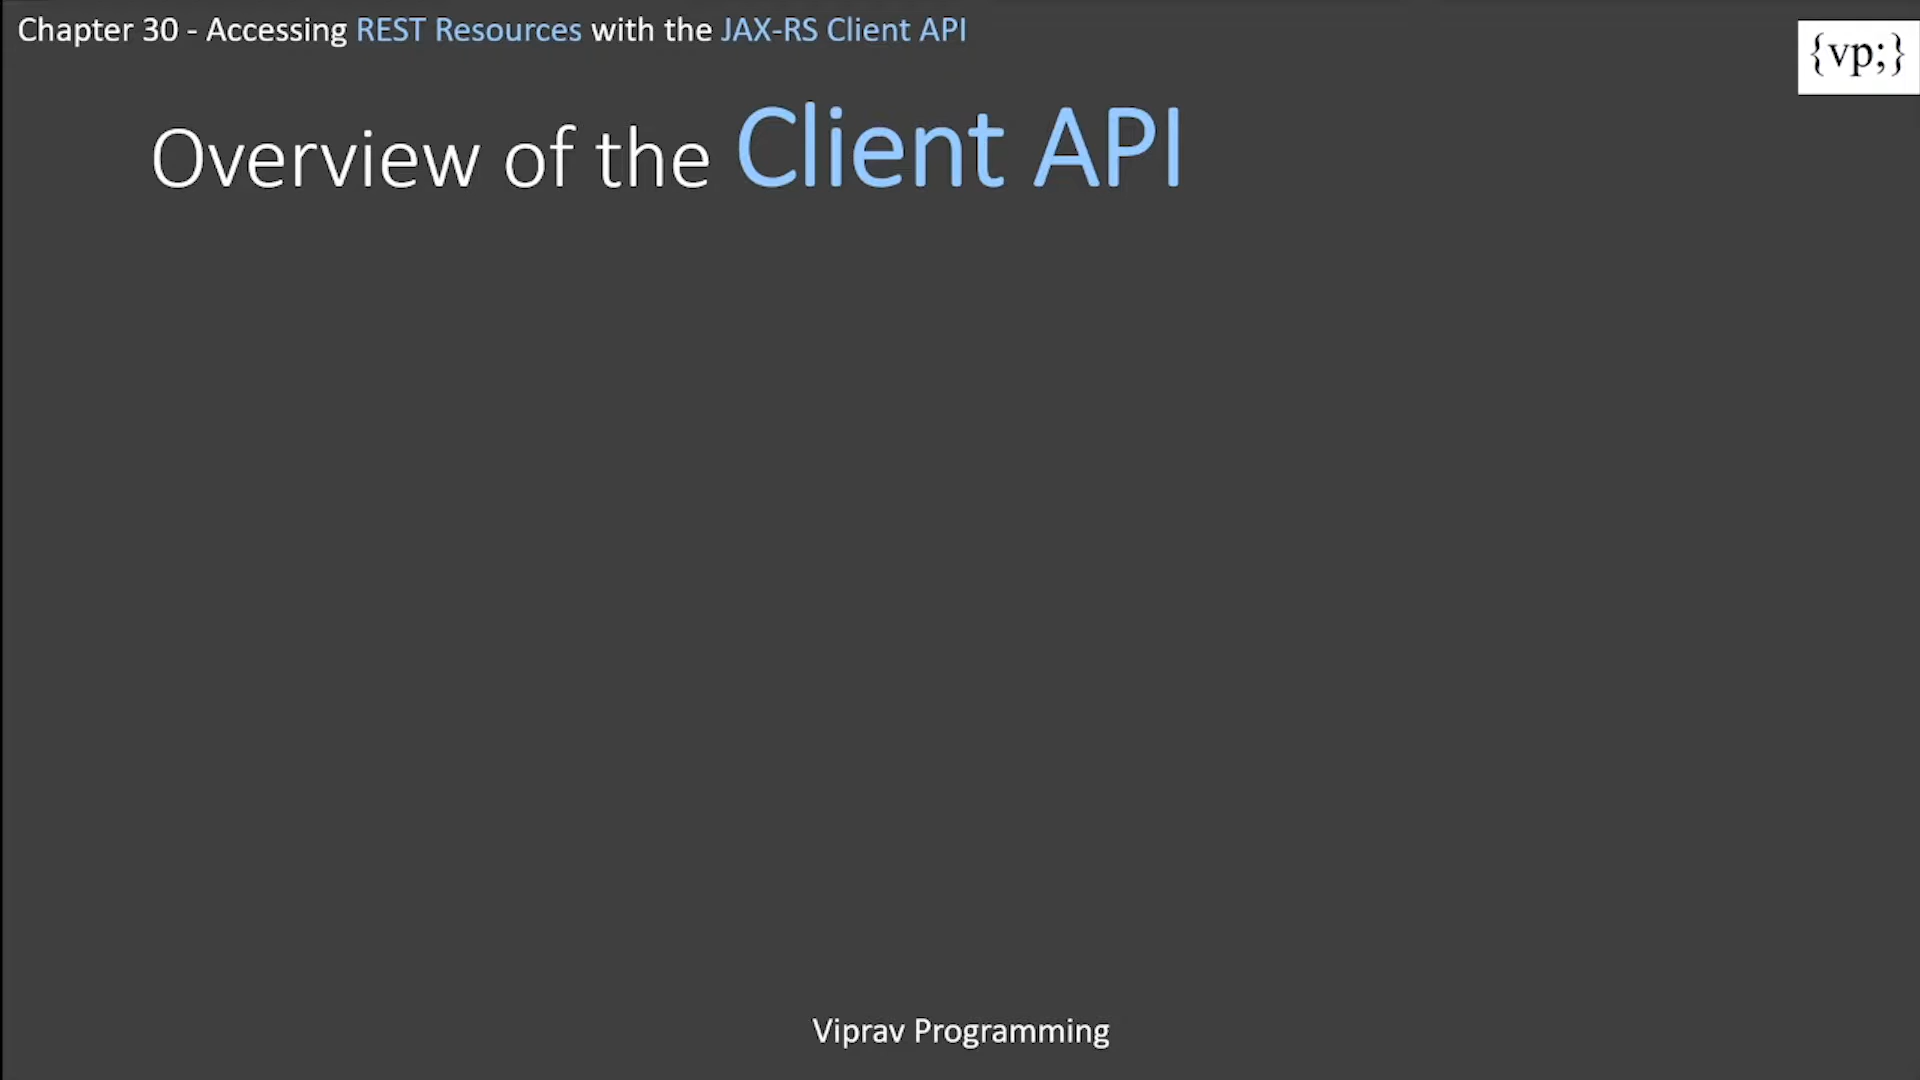 Chapter 30 - Accessing REST Resources with the JAX-RS Client API
{vp;}
Overview of the Client API
Viprav Programming